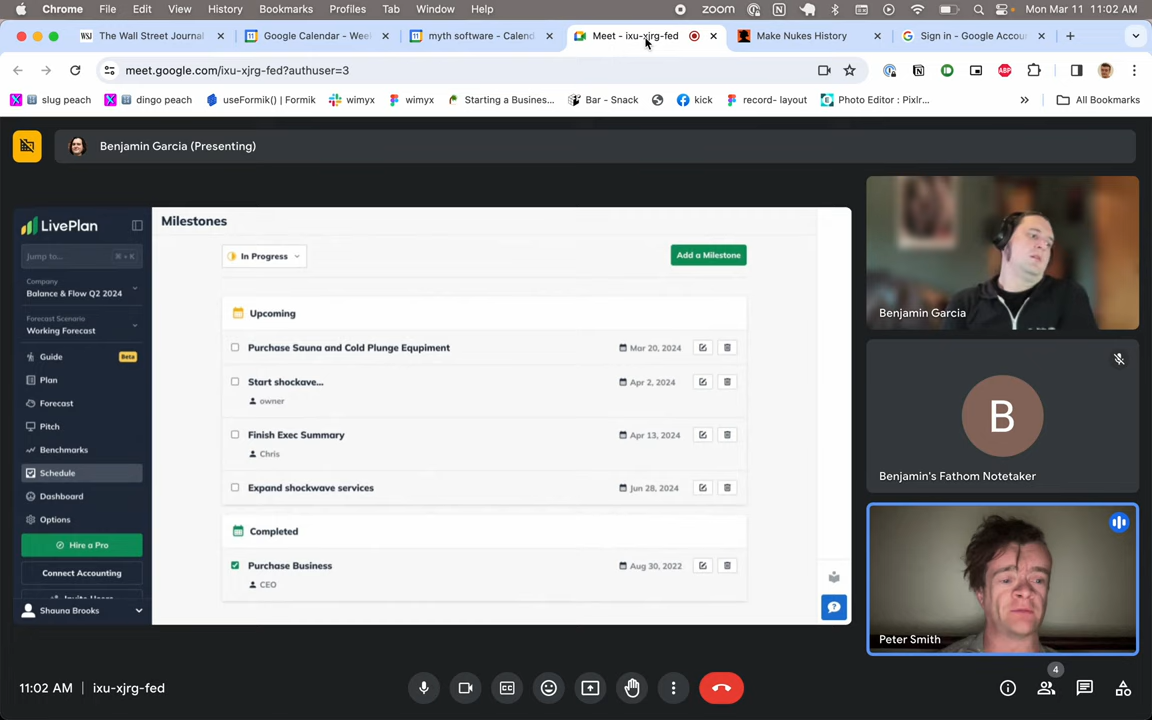 Chrome File Edit View History Bookmarks Profiles Tab Window Help zoom Mon Mar 11 11:02 AM
WSJ The Wall Street Journal Google Calendar - Week myth software - Calend Meet - ixu-xjrg-fed Make Nukes History Sign in - Google Accou
meet.google.com/ixu-xjrg-fed?authuser=3
slug peach dingo peach useFormik() | Formik wimyx wimyx Starting a Business... Bar - Snack kick record- layout Photo Editor : Pixlr... All Bookmarks
Benjamin Garcia (Presenting)
LivePlan
Jump to... ⌘ + K
Company
Balance & Flow Q2 2024
Forecast Scenario
Working Forecast
Guide Beta
Plan
Forecast
Pitch
Benchmarks
Schedule
Dashboard
Options
Hire a Pro
Connect Accounting
Invite Users
Shauna Brooks
Milestones
In Progress
Add a Milestone
Upcoming
Purchase Sauna and Cold Plunge Equpiment Mar 20, 2024
Start shockave... Apr 2, 2024
owner
Finish Exec Summary Apr 13, 2024
Chris
Expand shockwave services Jun 28, 2024
Completed
Purchase Business Aug 30, 2022
CEO
Benjamin Garcia
B
Benjamin's Fathom Notetaker
Peter Smith
11:02 AM | ixu-xjrg-fed
4